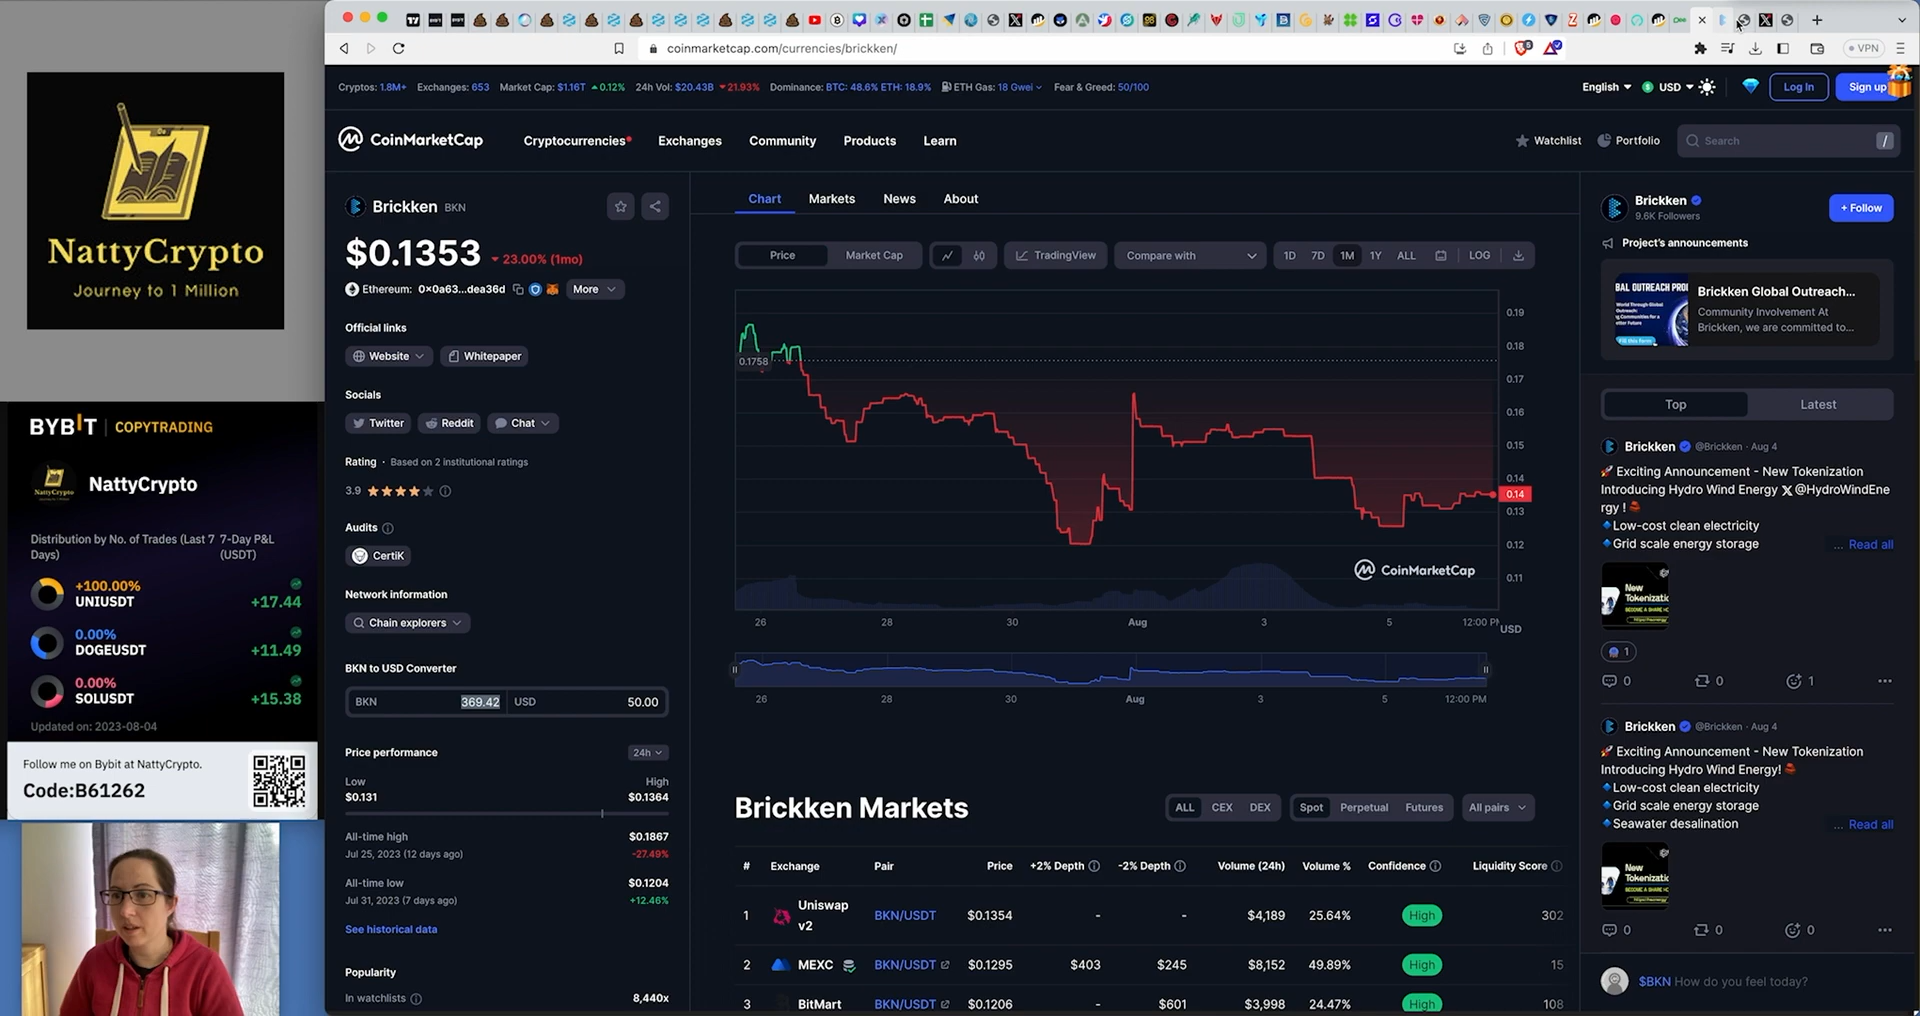 coinmarketcap.com/currencies/brickken/
VPN
Cryptos: 1.8M+ Exchanges: 653 Market Cap: $1.16T 0.12% 24h Vol: $20.43B 21.93% Dominance: BTC: 48.6% ETH: 18.9% ETH Gas: 18 Gwei Fear & Greed: 50/100
English USD Log In Sign up
CoinMarketCap Cryptocurrencies Exchanges Community Products Learn
Watchlist Portfolio Search /
NattyCrypto
Journey to 1 Million
BYBIT | COPYTRADING
NattyCrypto
NattyCrypto
Distribution by No. of Trades (Last 7 Days)
7-Day P&L (USDT)
+100.00%
UNIUSDT +17.44
0.00%
DOGEUSDT +11.49
0.00%
SOLUSDT +15.38
Updated on: 2023-08-04
Follow me on Bybit at NattyCrypto.
Code:B61262
Brickken BKN
$0.1353 23.00% (1mo)
Ethereum: 0x0a63...dea36d More
Official links
Website Whitepaper
Socials
Twitter Reddit Chat
Rating · Based on 2 institutional ratings
3.9
Audits
CertiK
Network information
Chain explorers
BKN to USD Converter
BKN 369.42 USD 50.00
Price performance 24h
Low High
$0.131 $0.1364
All-time high $0.1867
Jul 25, 2023 (12 days ago) -27.49%
All-time low $0.1204
Jul 31, 2023 (7 days ago) +12.46%
See historical data
Popularity
In watchlists 8,440x
Chart Markets News About
Price Market Cap TradingView Compare with 1D 7D 1M 1Y ALL LOG
0.19
0.18
0.1758
0.17
0.16
0.15
0.14
0.14
0.13
0.12
0.11
CoinMarketCap
26 28 30 Aug 3 5 12:00 P
USD
26 28 30 Aug 3 5 12:00 PM
Brickken Markets
ALL CEX DEX Spot Perpetual Futures All pairs
# Exchange Pair Price +2% Depth -2% Depth Volume (24h) Volume % Confidence Liquidity Score
1 Uniswap v2 BKN/USDT $0.1354 - - $4,189 25.64% High 302
2 MEXC BKN/USDT $0.1295 $403 $245 $8,152 49.89% High 15
3 BitMart BKN/USDT $0.1206 - $601 $3,998 24.47% High 108
Brickken
9.6K Followers
+ Follow
Project's announcements
Brickken Global Outreach...
Community Involvement At
Brickken, we are committed to...
Top Latest
Brickken @Brickken · Aug 4
Exciting Announcement - New Tokenization
Introducing Hydro Wind Energy @HydroWindEne
rgy !
Low-cost clean electricity
Grid scale energy storage ... Read all
New
1
0 0 1 ...
Brickken @Brickken · Aug 4
Exciting Announcement - New Tokenization
Introducing Hydro Wind Energy!
Low-cost clean electricity
Grid scale energy storage
Seawater desalination ... Read all
New
0 0 0 ...
$BKN How do you feel today?